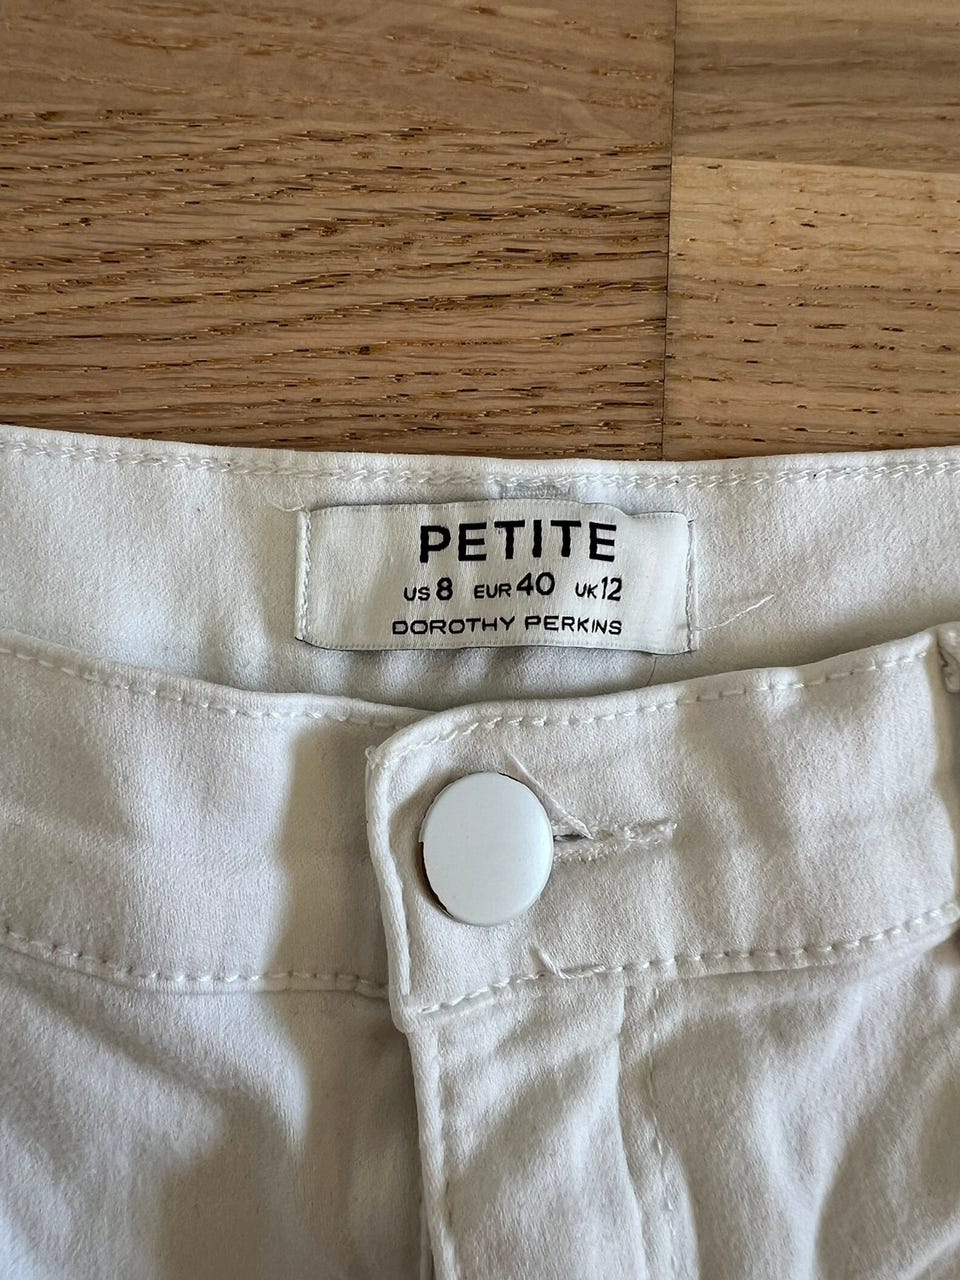 PETITE
US 8 EUR 40 UK 12
DOROTHY PERKINS